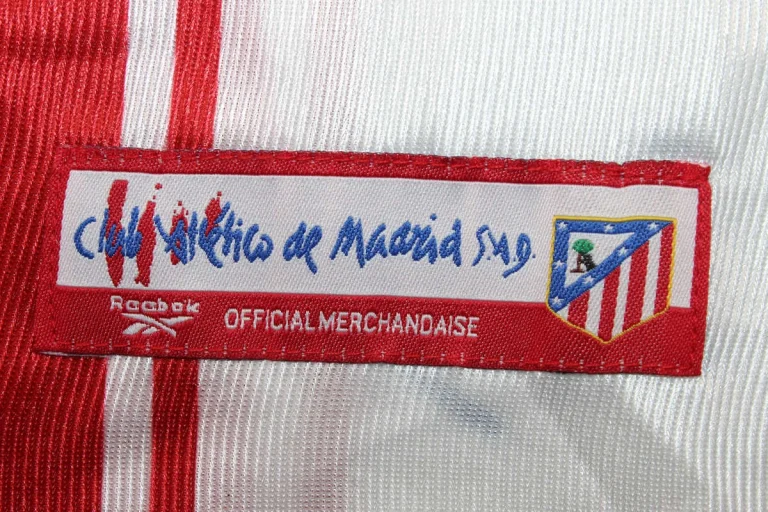 Club Atlético de Madrid S.A.D.
Reebok
OFFICIAL MERCHANDAISE